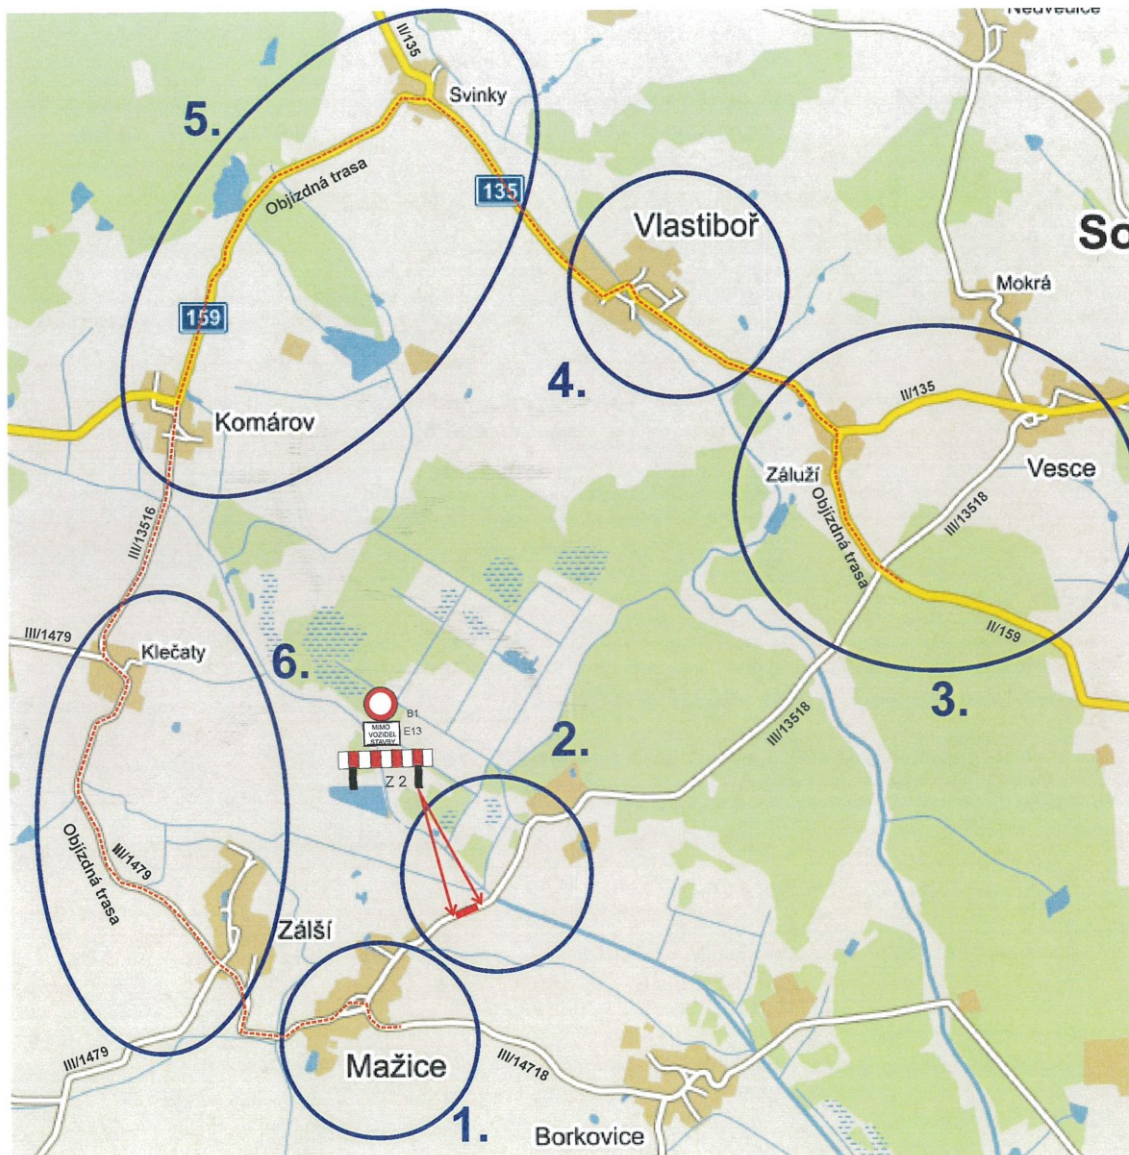 Nedvědice
II/135
Svinky
5.
Objízdná trasa
135
Vlastiboř
So
Mokrá
159
4.
II/135
Komárov
Záluží
Vesce
III/13516
Objízdná trasa
III/13518
III/1479
Klečaty
II/159
6.
3.
B1
MIMO
VOZIDEL
STAVBY
E13
Z 2
2.
III/13518
Objízdná trasa
III/1479
Zálší
III/1479
Mažice
III/14718
1.
Borkovice